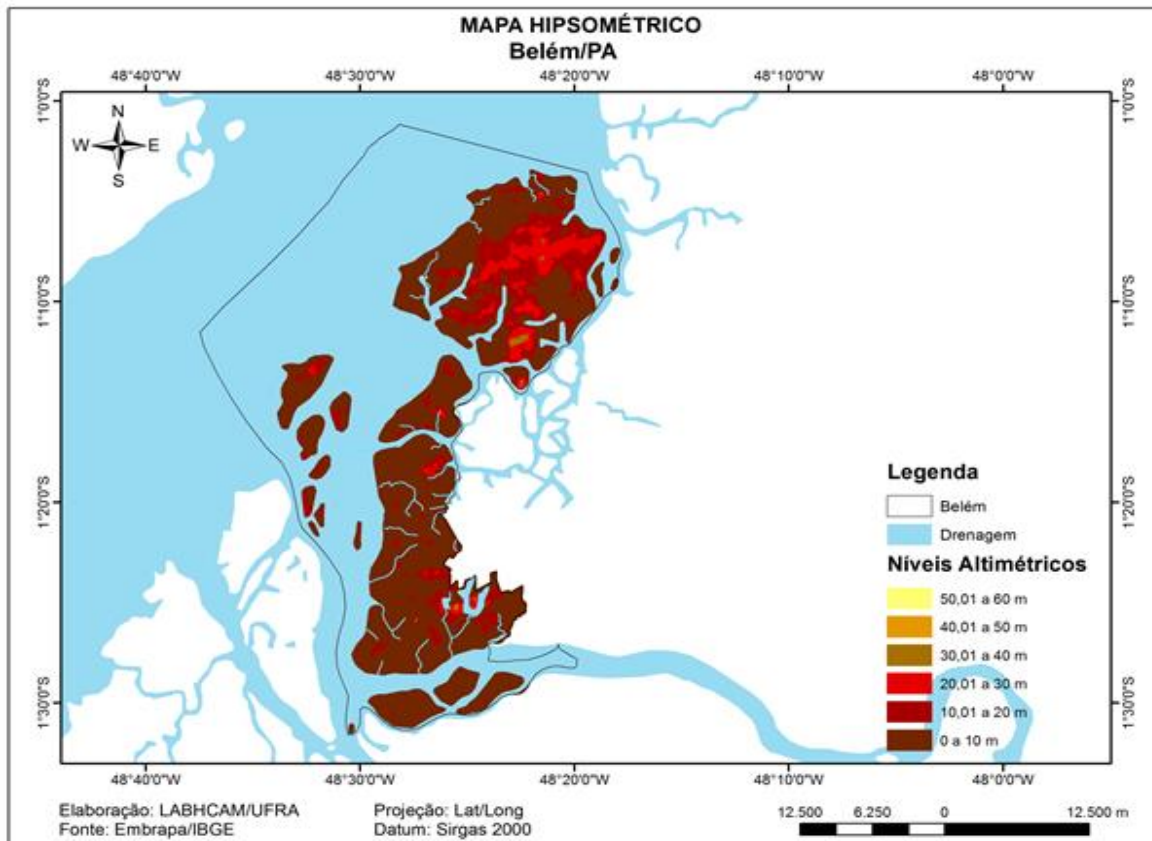 MAPA HIPSOMÉTRICO
Belém/PA
48°40'0"W 48°30'0"W 48°20'0"W 48°10'0"W 48°0'0"W
N
W E
S
1°0'0"S 1°0'0"S
1°10'0"S 1°10'0"S
1°20'0"S 1°20'0"S
1°30'0"S 1°30'0"S
Legenda
Belém
Drenagem
Níveis Altimétricos
50,01 a 60 m
40,01 a 50 m
30,01 a 40 m
20,01 a 30 m
10,01 a 20 m
0 a 10 m
48°40'0"W 48°30'0"W 48°20'0"W 48°10'0"W 48°0'0"W
Elaboração: LABHCAM/UFRA Projeção: Lat/Long
Fonte: Embrapa/IBGE Datum: Sirgas 2000
12.500 6.250 0 12.500 m